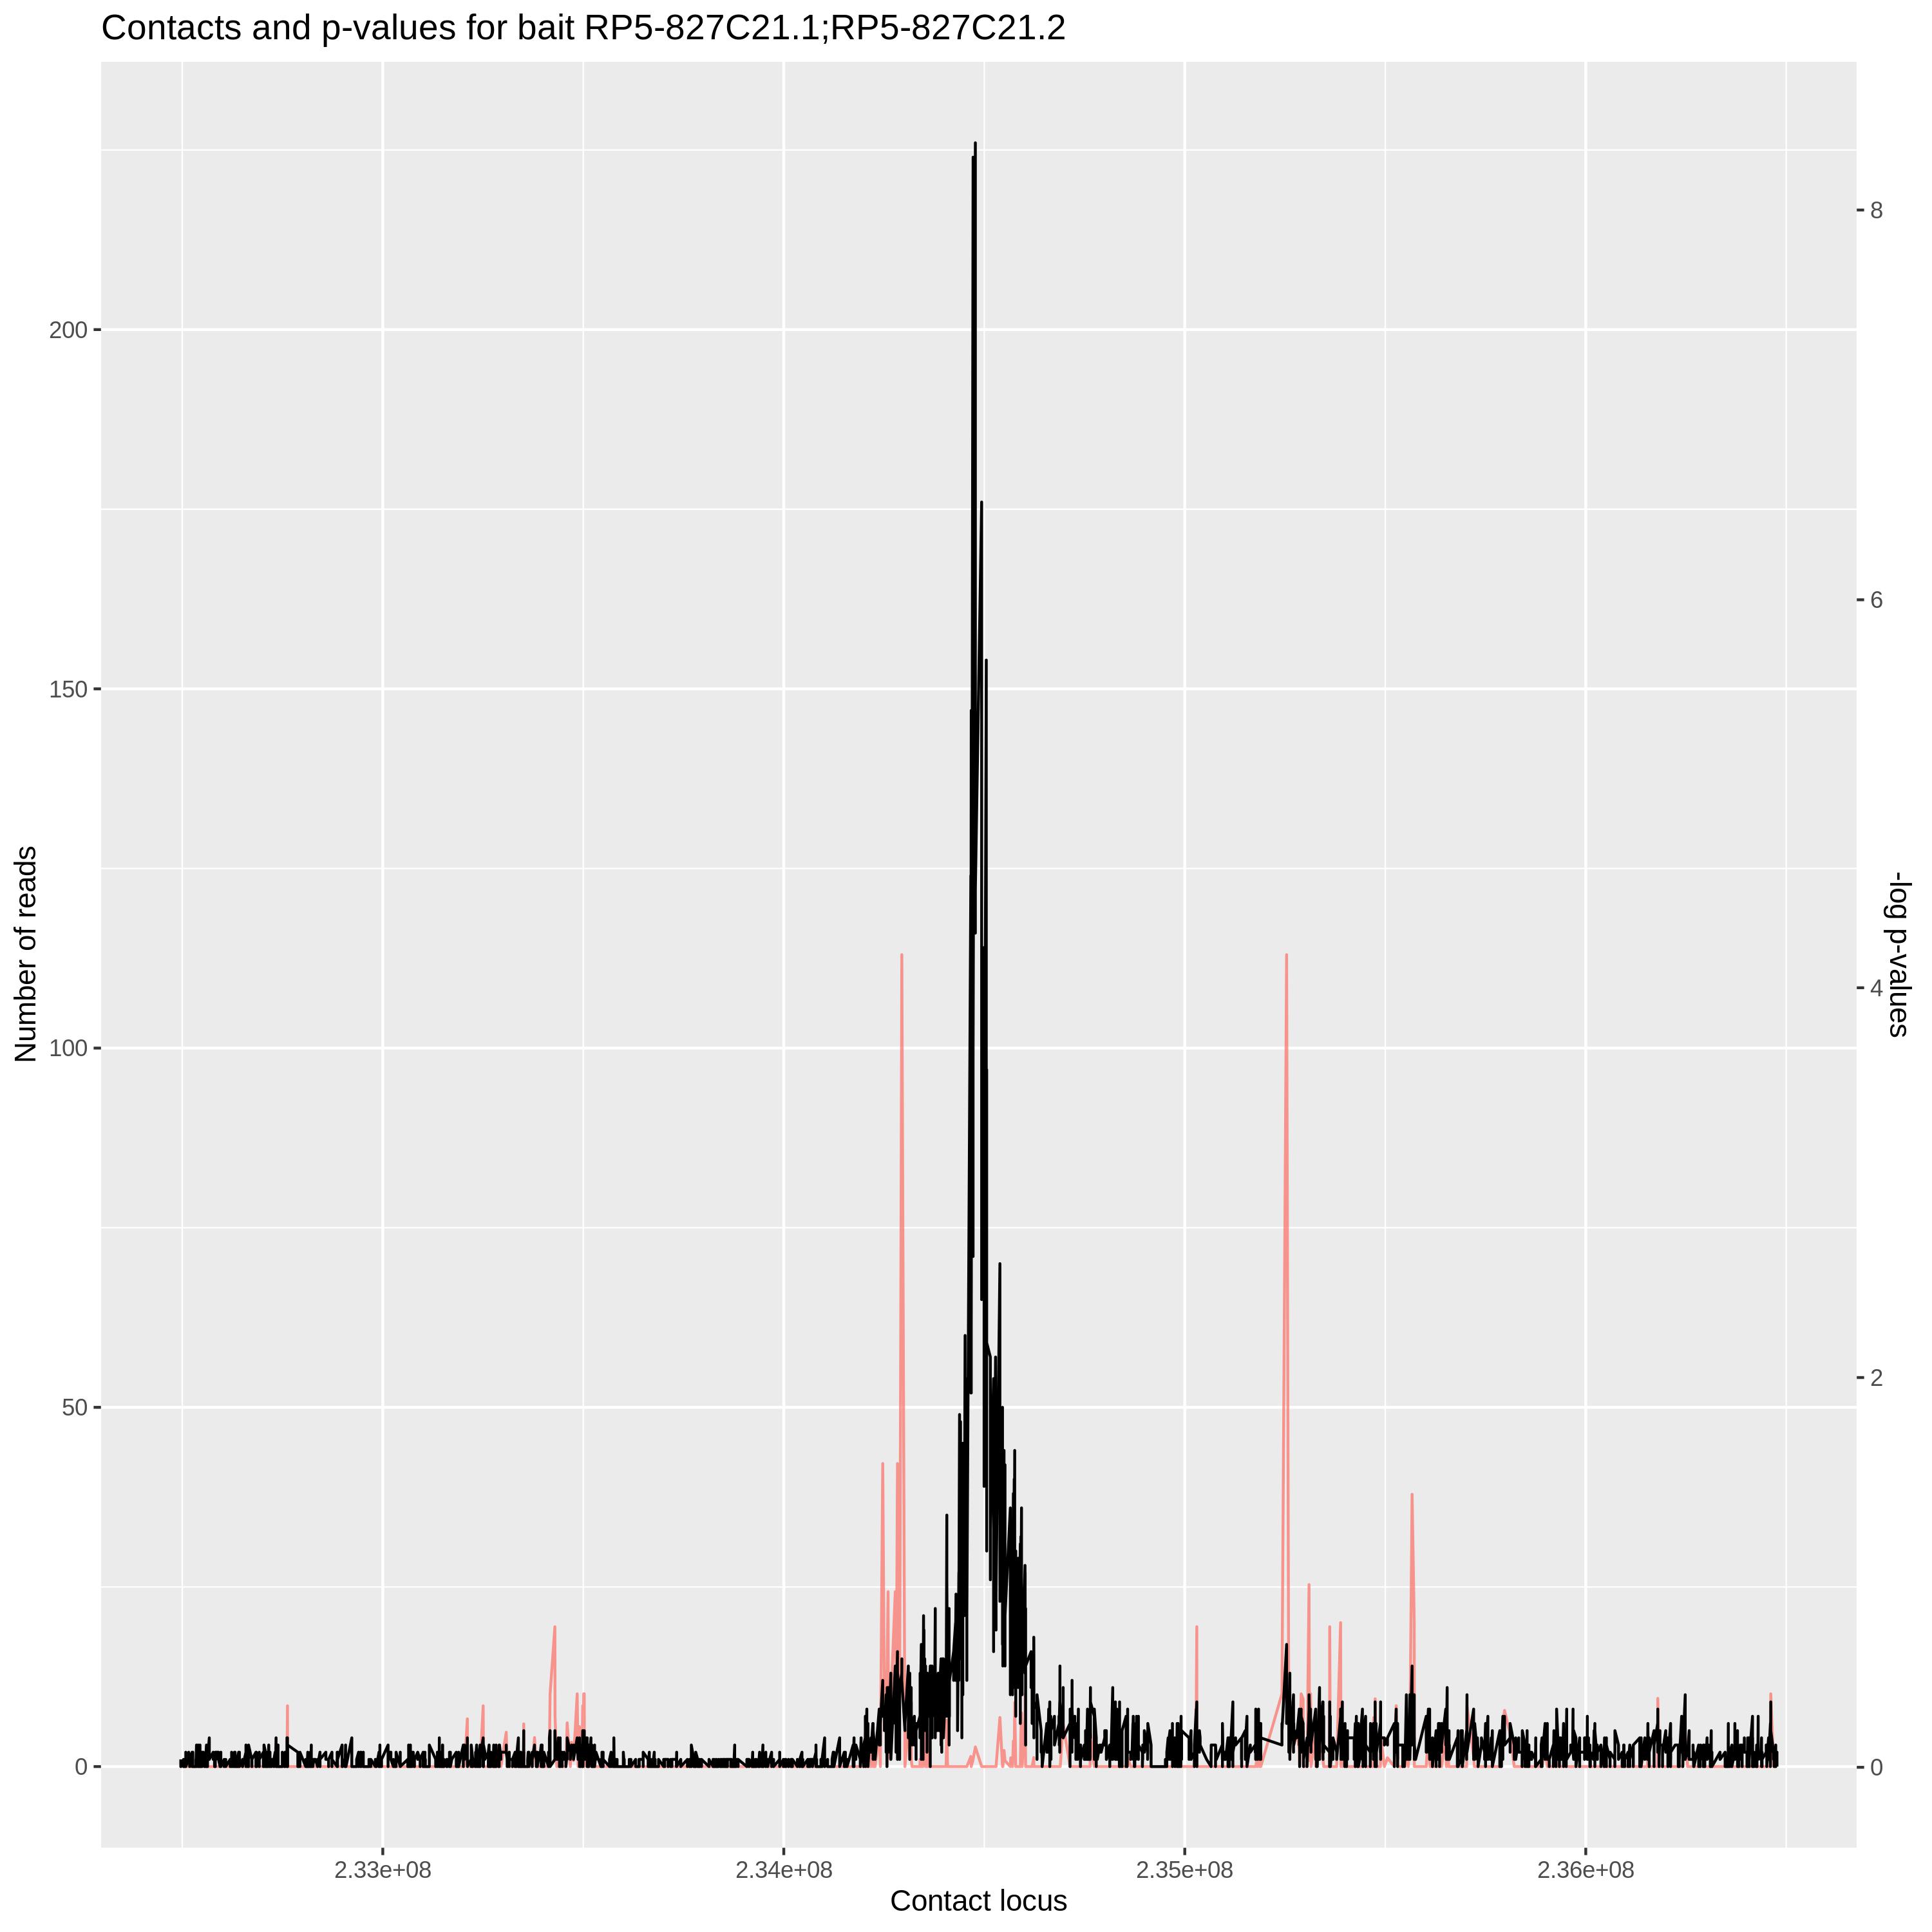 Contacts and p-values for bait RP5-827C21.1;RP5-827C21.2
Number of reads
200
150
100
50
0
8
6
4
2
0
-log p-values
2.33e+08
2.34e+08
2.35e+08
2.36e+08
Contact locus